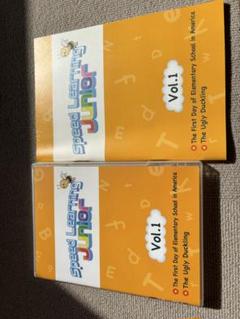 Speed Learning
JUNIOR
Vol.1
The First Day of Elementary School in America
The Ugly Duckling
Speed Learning
JUNIOR
Vol.1
The First Day of Elementary School in America
The Ugly Duckling